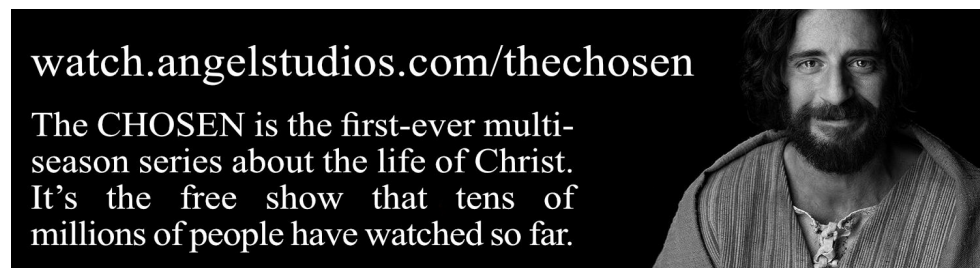 watch.angelstudios.com/thechosen
The CHOSEN is the first-ever multi-
season series about the life of Christ.
It’s the free show that tens of
millions of people have watched so far.